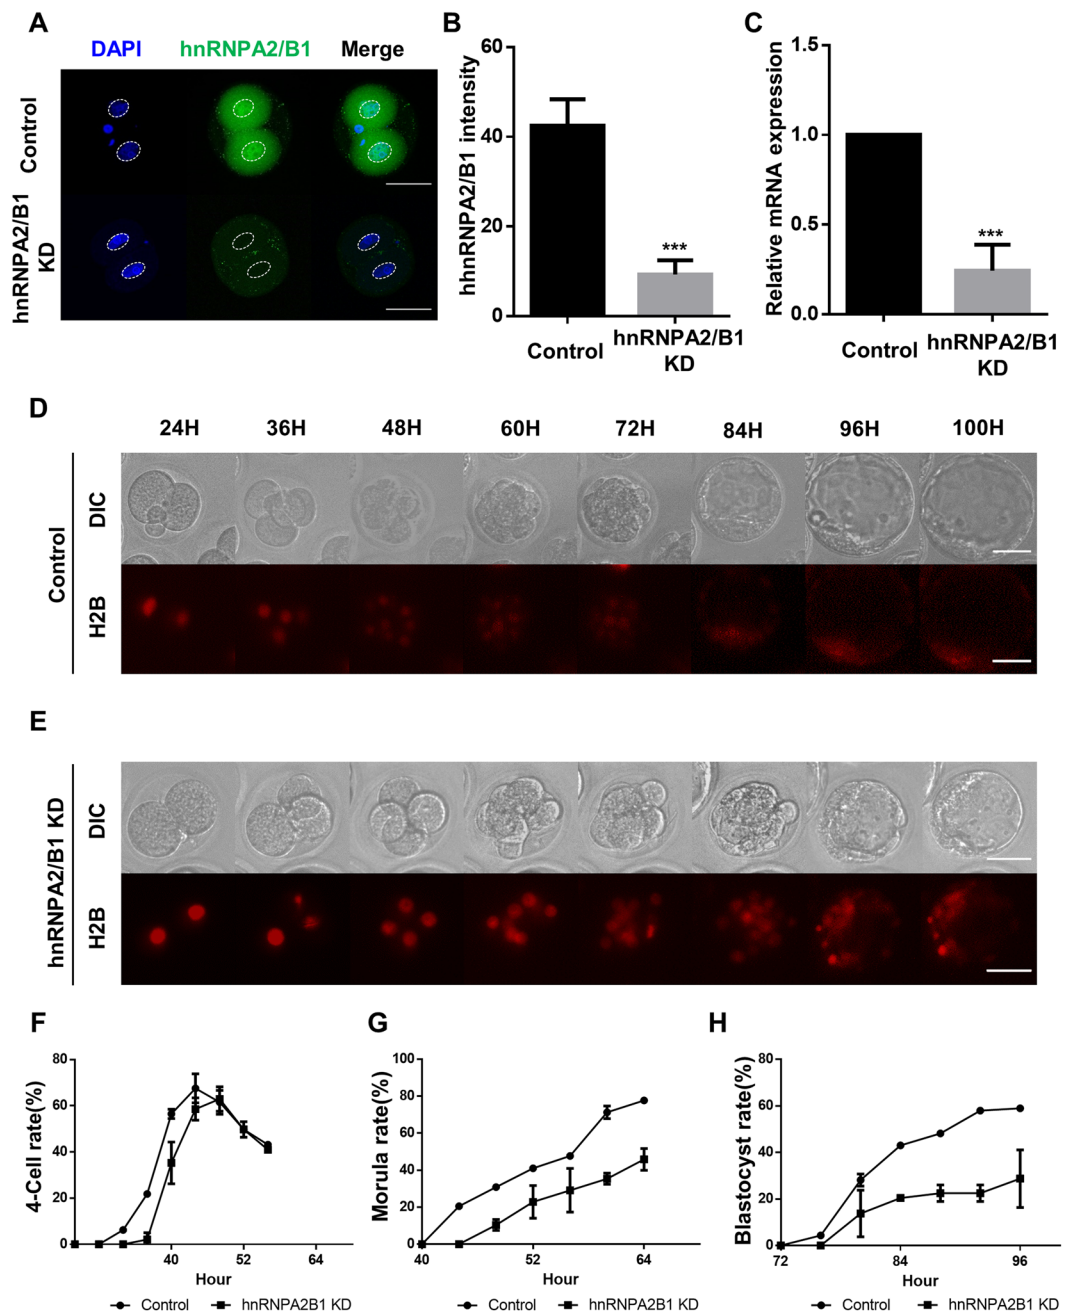 A
DAPI
hnRNPA2/B1
Merge
Control
hnRNPA2/B1
KD
B
hhnRNPA2/B1 intensity
60
40
20
0
***
Control
hnRNPA2/B1
KD
C
Relative mRNA expression
1.5
1.0
0.5
0.0
***
Control
hnRNPA2/B1
KD
D
24H
36H
48H
60H
72H
84H
96H
100H
Control
DIC
H2B
E
hnRNPA2/B1 KD
DIC
H2B
F
4-Cell rate(%)
80
60
40
20
0
40
52
64
Hour
Control
hnRNPA2B1 KD
G
Morula rate(%)
100
80
60
40
20
0
40
52
64
Hour
Control
hnRNPA2B1 KD
H
Blastocyst rate(%)
80
60
40
20
0
72
84
96
Hour
Control
hnRNPA2B1 KD